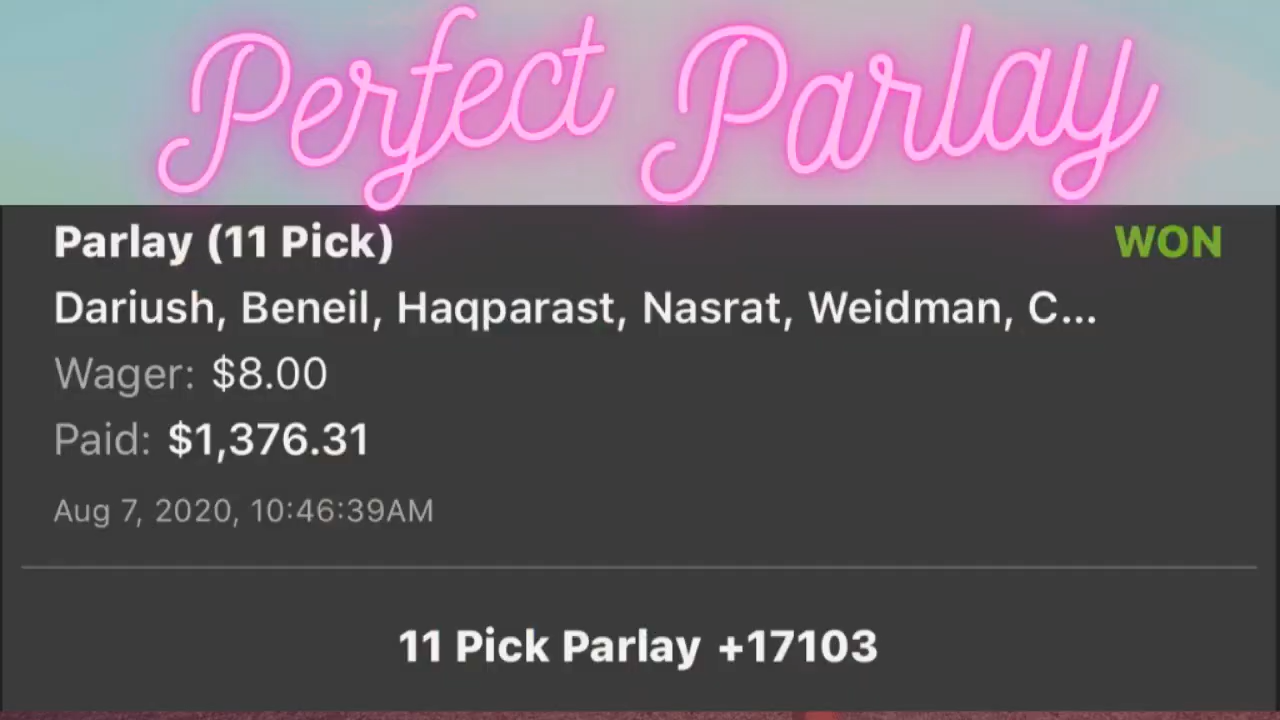 Perfect Parlay
Parlay (11 Pick) WON
Dariush, Beneil, Haqparast, Nasrat, Weidman, C...
Wager: $8.00
Paid: $1,376.31
Aug 7, 2020, 10:46:39AM
11 Pick Parlay +17103